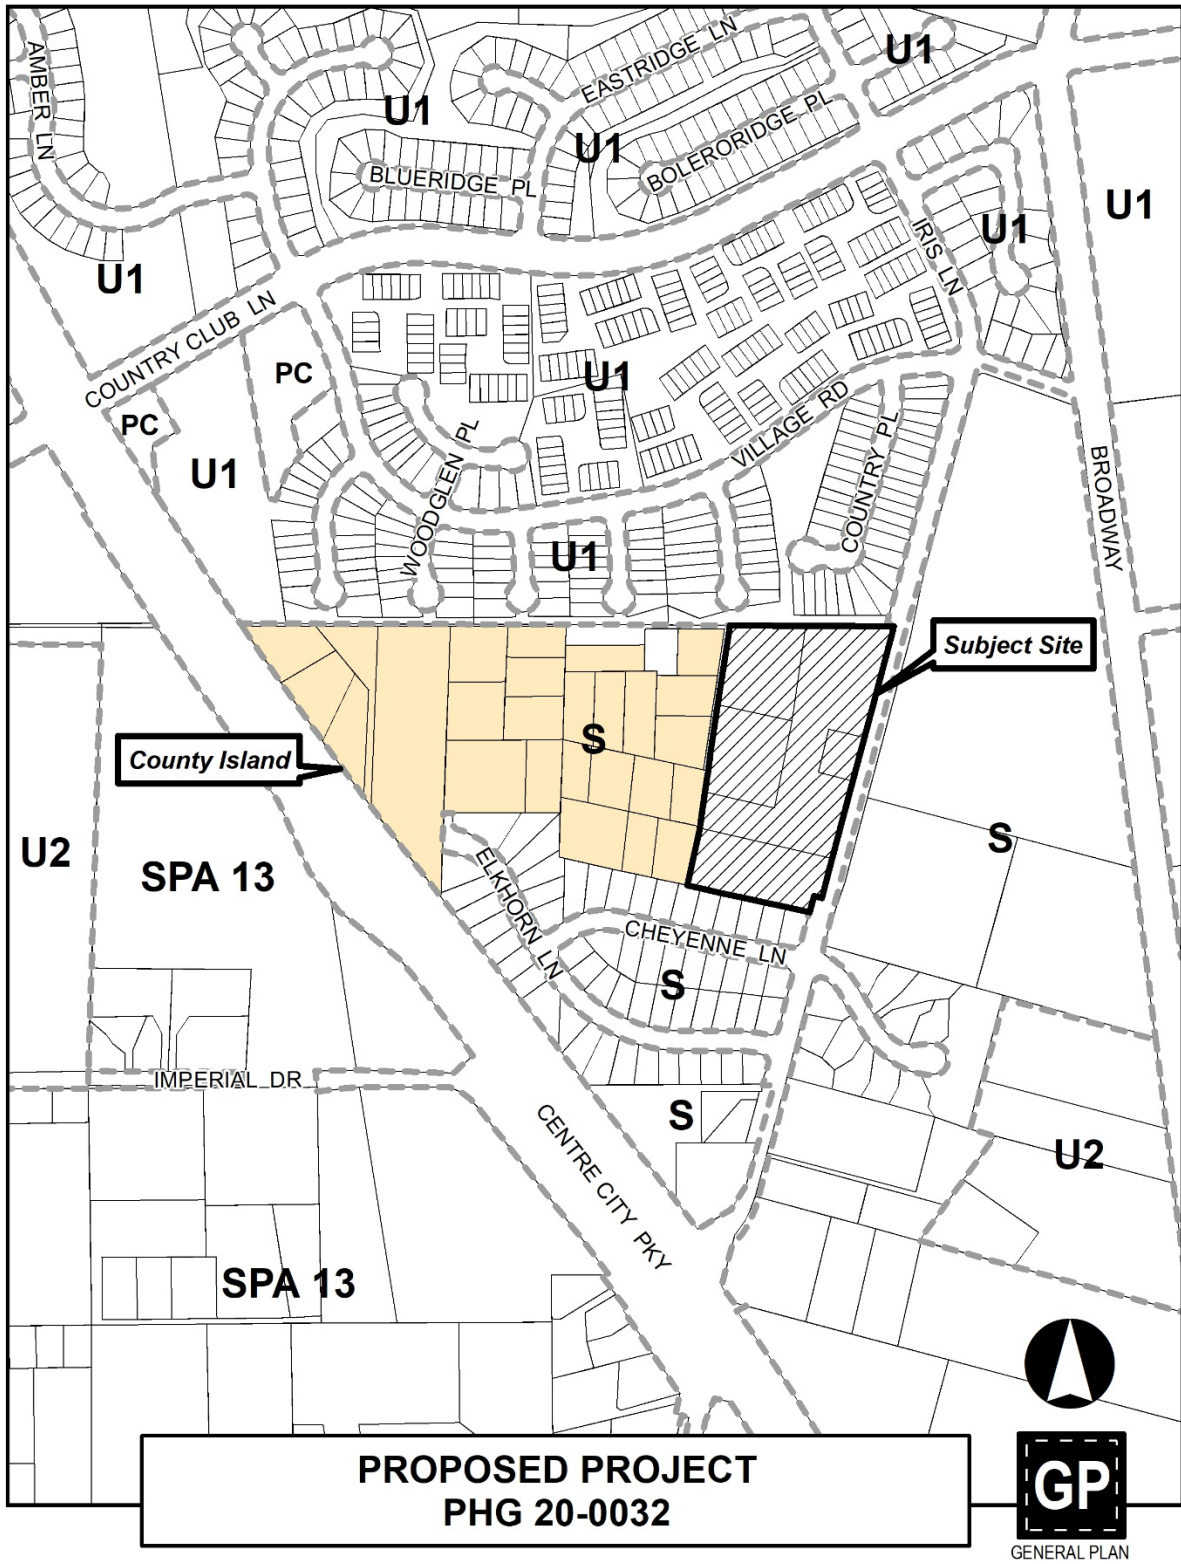 AMBER LN
U1
EASTRIDGE LN
U1
U1
BOLERORIDGE PL
BLUERIDGE PL
U1
U1
IRIS LN
U1
COUNTRY CLUB LN
PC
U1
PC
VILLAGE RD
COUNTRY PL
WOODGLEN PL
U1
BROADWAY
U1
Subject Site
County Island
S
S
U2
SPA 13
ELKHORN LN
CHEYENNE LN
S
IMPERIAL DR
S
CENTRE CITY PKY
U2
SPA 13
PROPOSED PROJECT
PHG 20-0032
GP
GENERAL PLAN